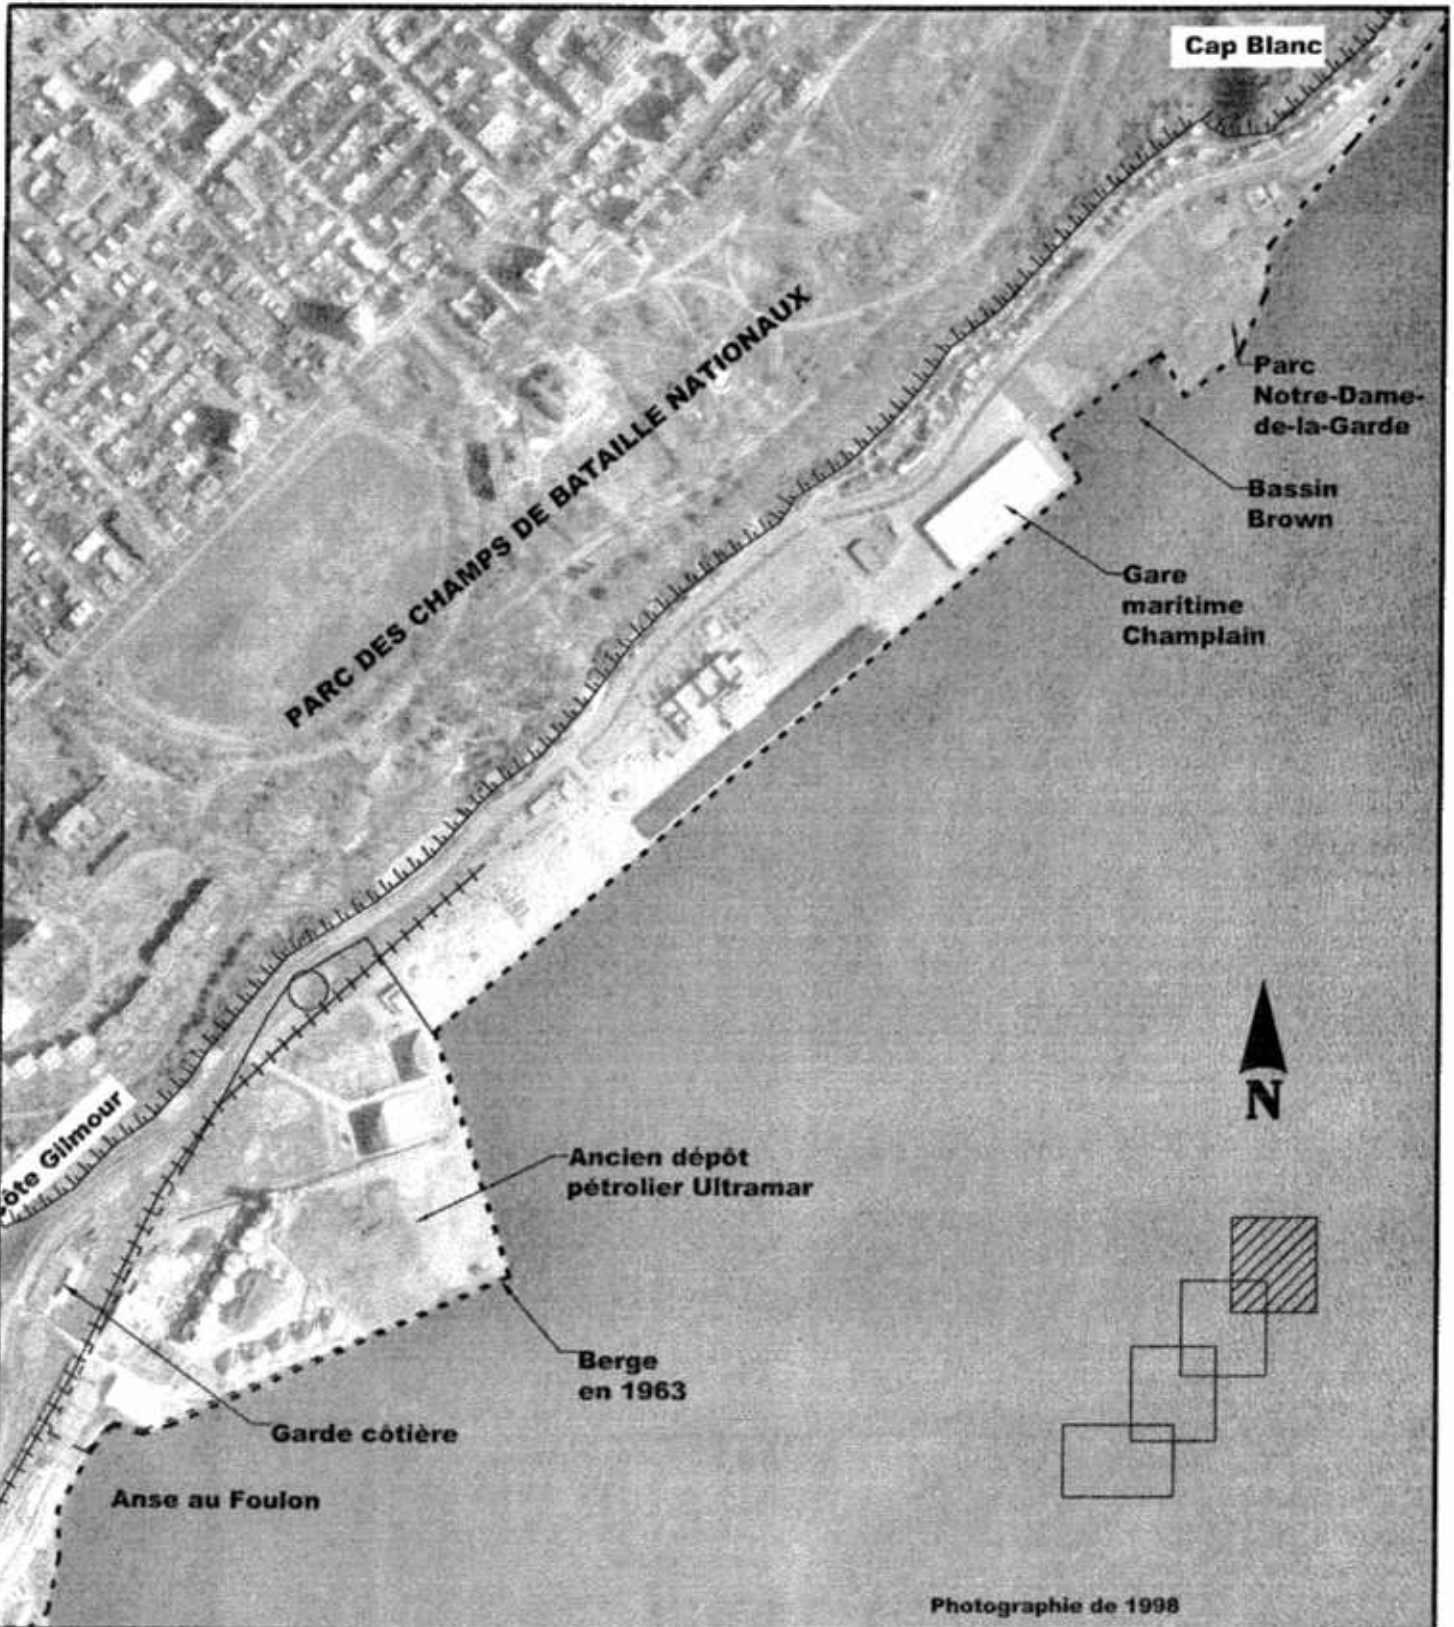 Cap Blanc
PARC DES CHAMPS DE BATAILLE NATIONAUX
Parc
Notre-Dame-
de-la-Garde
Bassin
Brown
Gare
maritime
Champlain
N
Gilmour
Ancien dépôt
pétrolier Ultramar
Berge
en 1963
Garde côtière
Anse au Foulon
Photographie de 1998